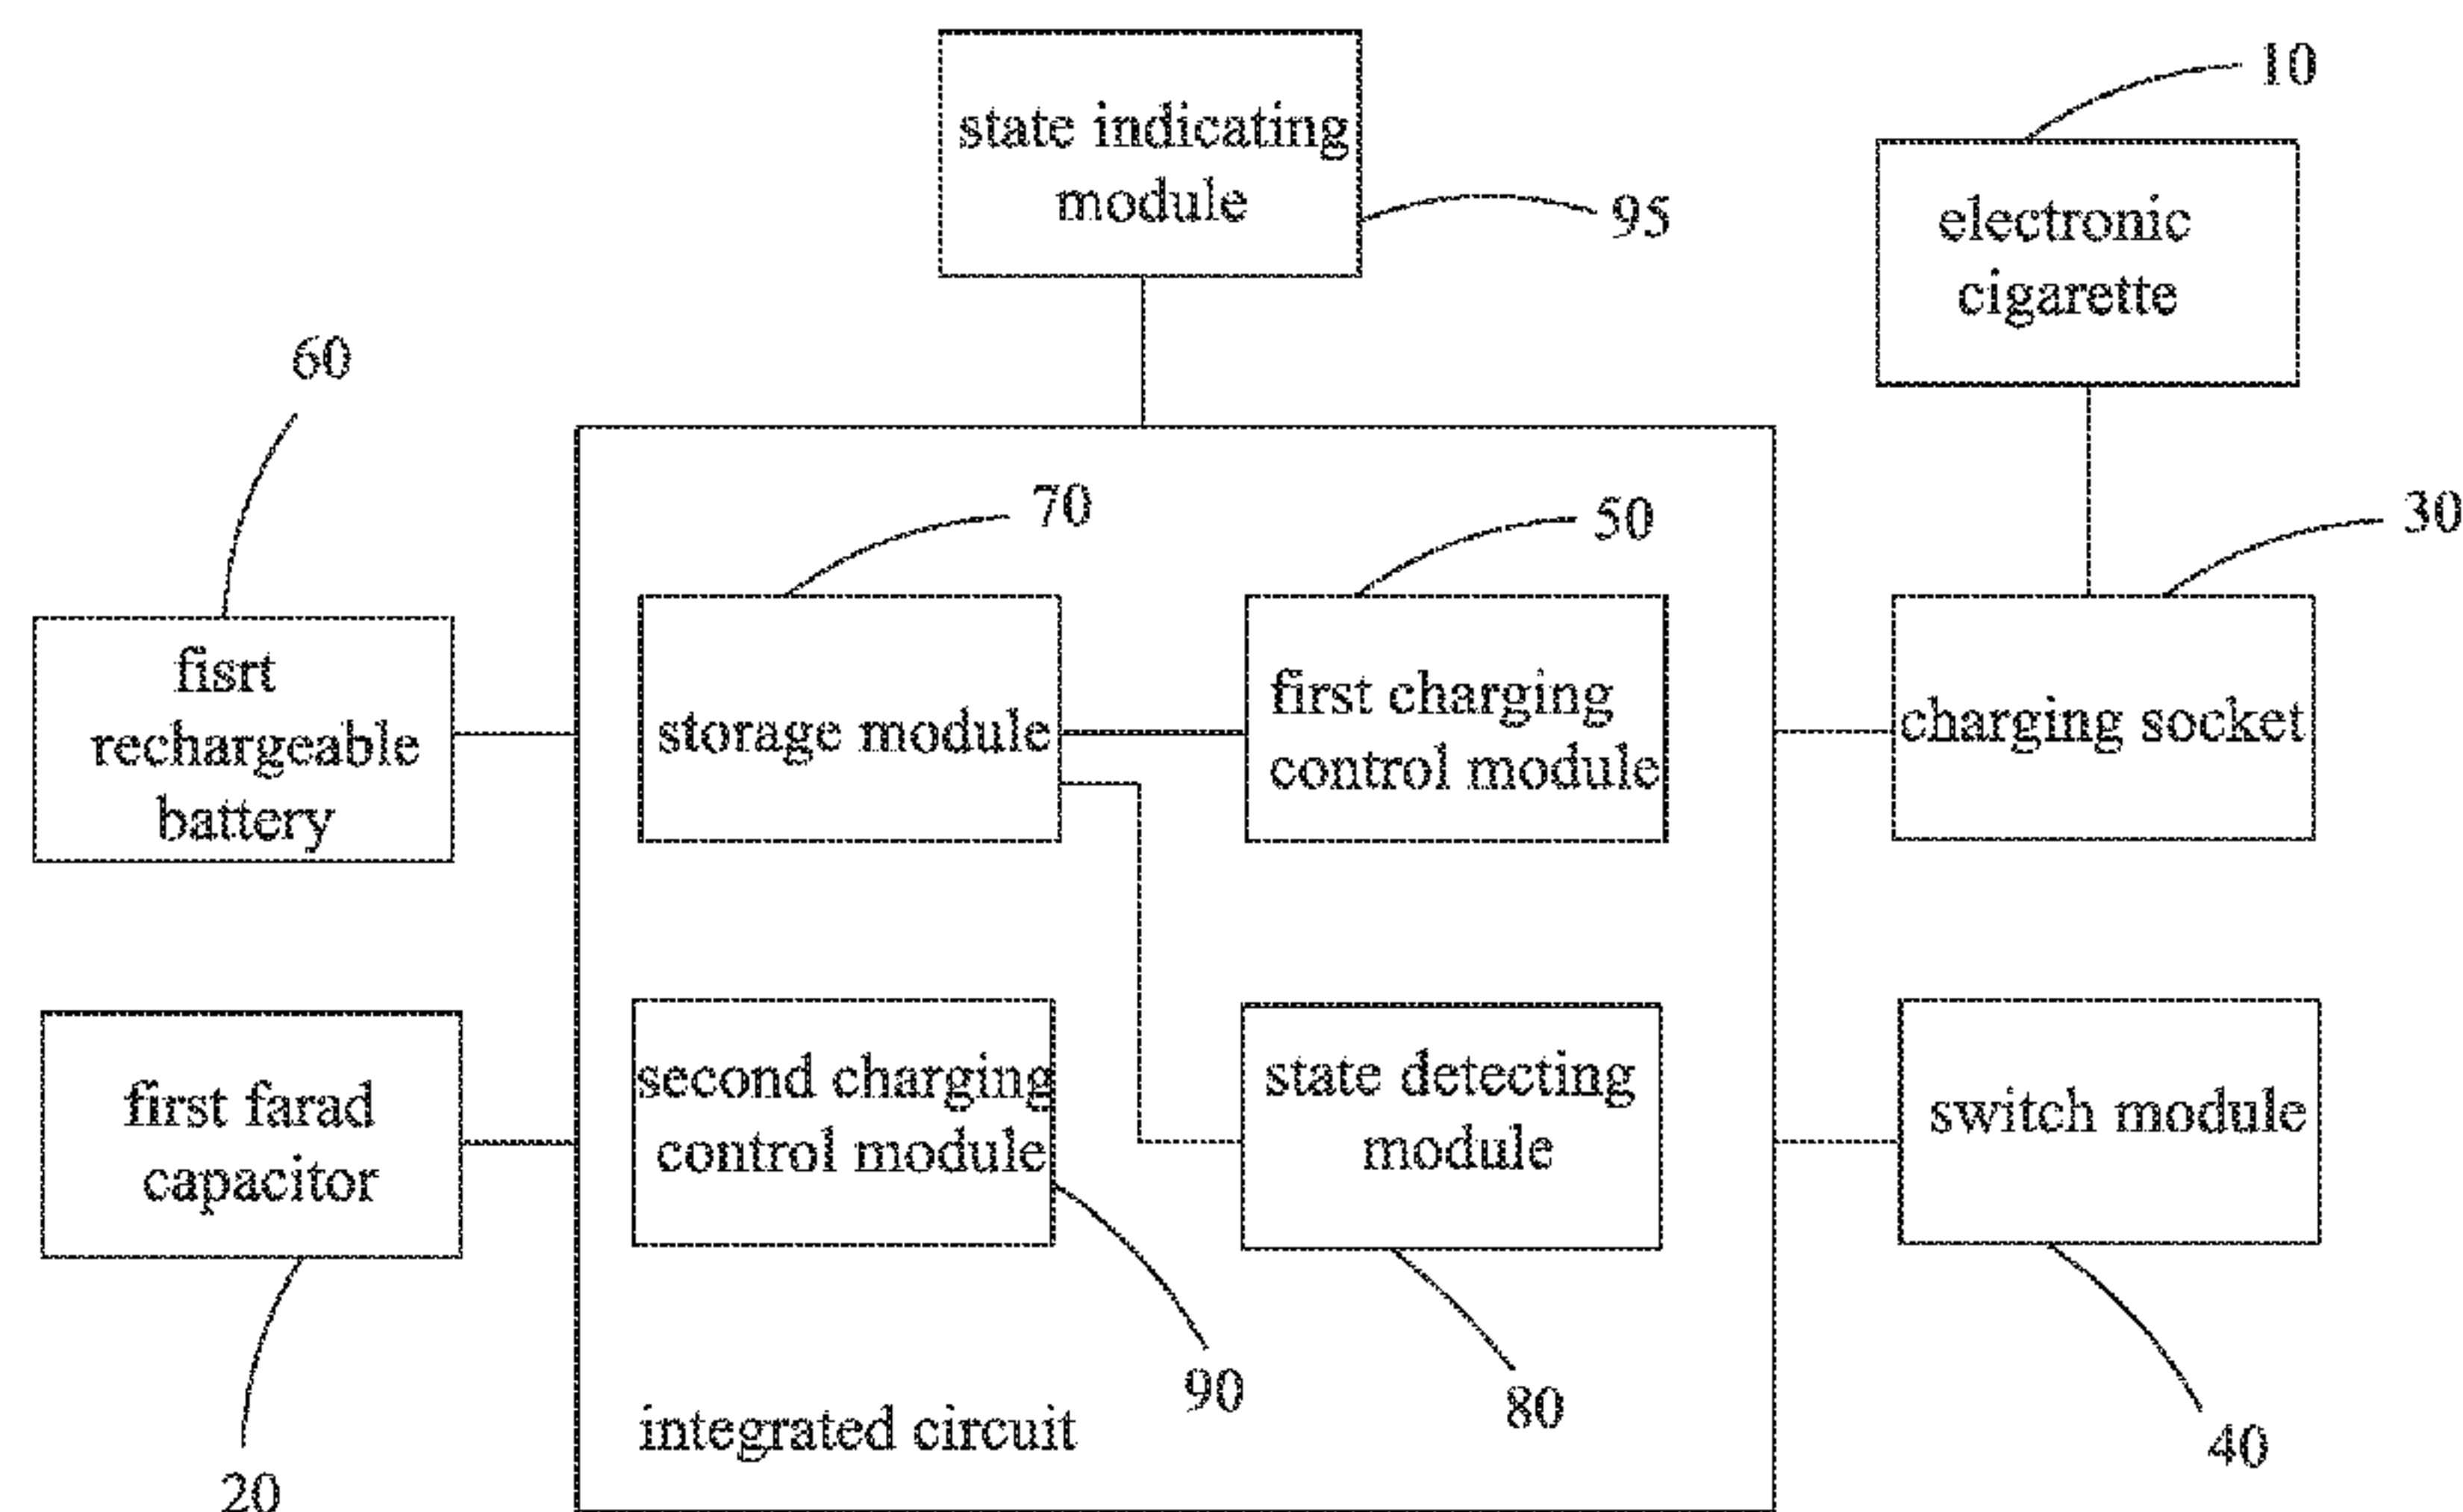 10
state indicating
module
95
electronic
cigarette
60
70
50
30
fisrt
rechargeable
battery
storage module
first charging
control module
charging socket
first farad
capacitor
second charging
control module
state detecting
module
switch module
90
80
40
integrated circuit
20